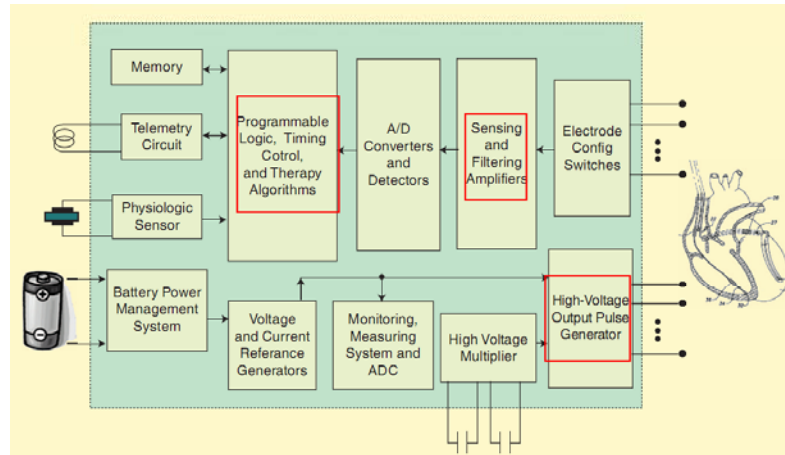 Memory
Telemetry
Circuit
Physiologic
Sensor
Programmable
Logic, Timing
Cotrol,
and Therapy
Algorithms
A/D
Converters
and
Detectors
Sensing
and
Filtering
Amplifiers
Electrode
Config
Switches
Battery Power
Management
System
Voltage
and Current
Referance
Generators
Monitoring,
Measuring
System and
ADC
High Voltage
Multiplier
High-Voltage
Output Pulse
Generator